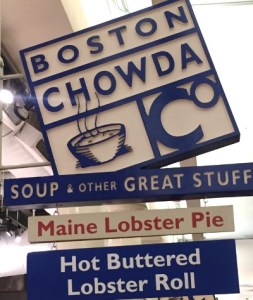 BOSTON
CHOWDA
Co
SOUP & OTHER GREAT STUFF
Maine Lobster Pie
Hot Buttered
Lobster Roll